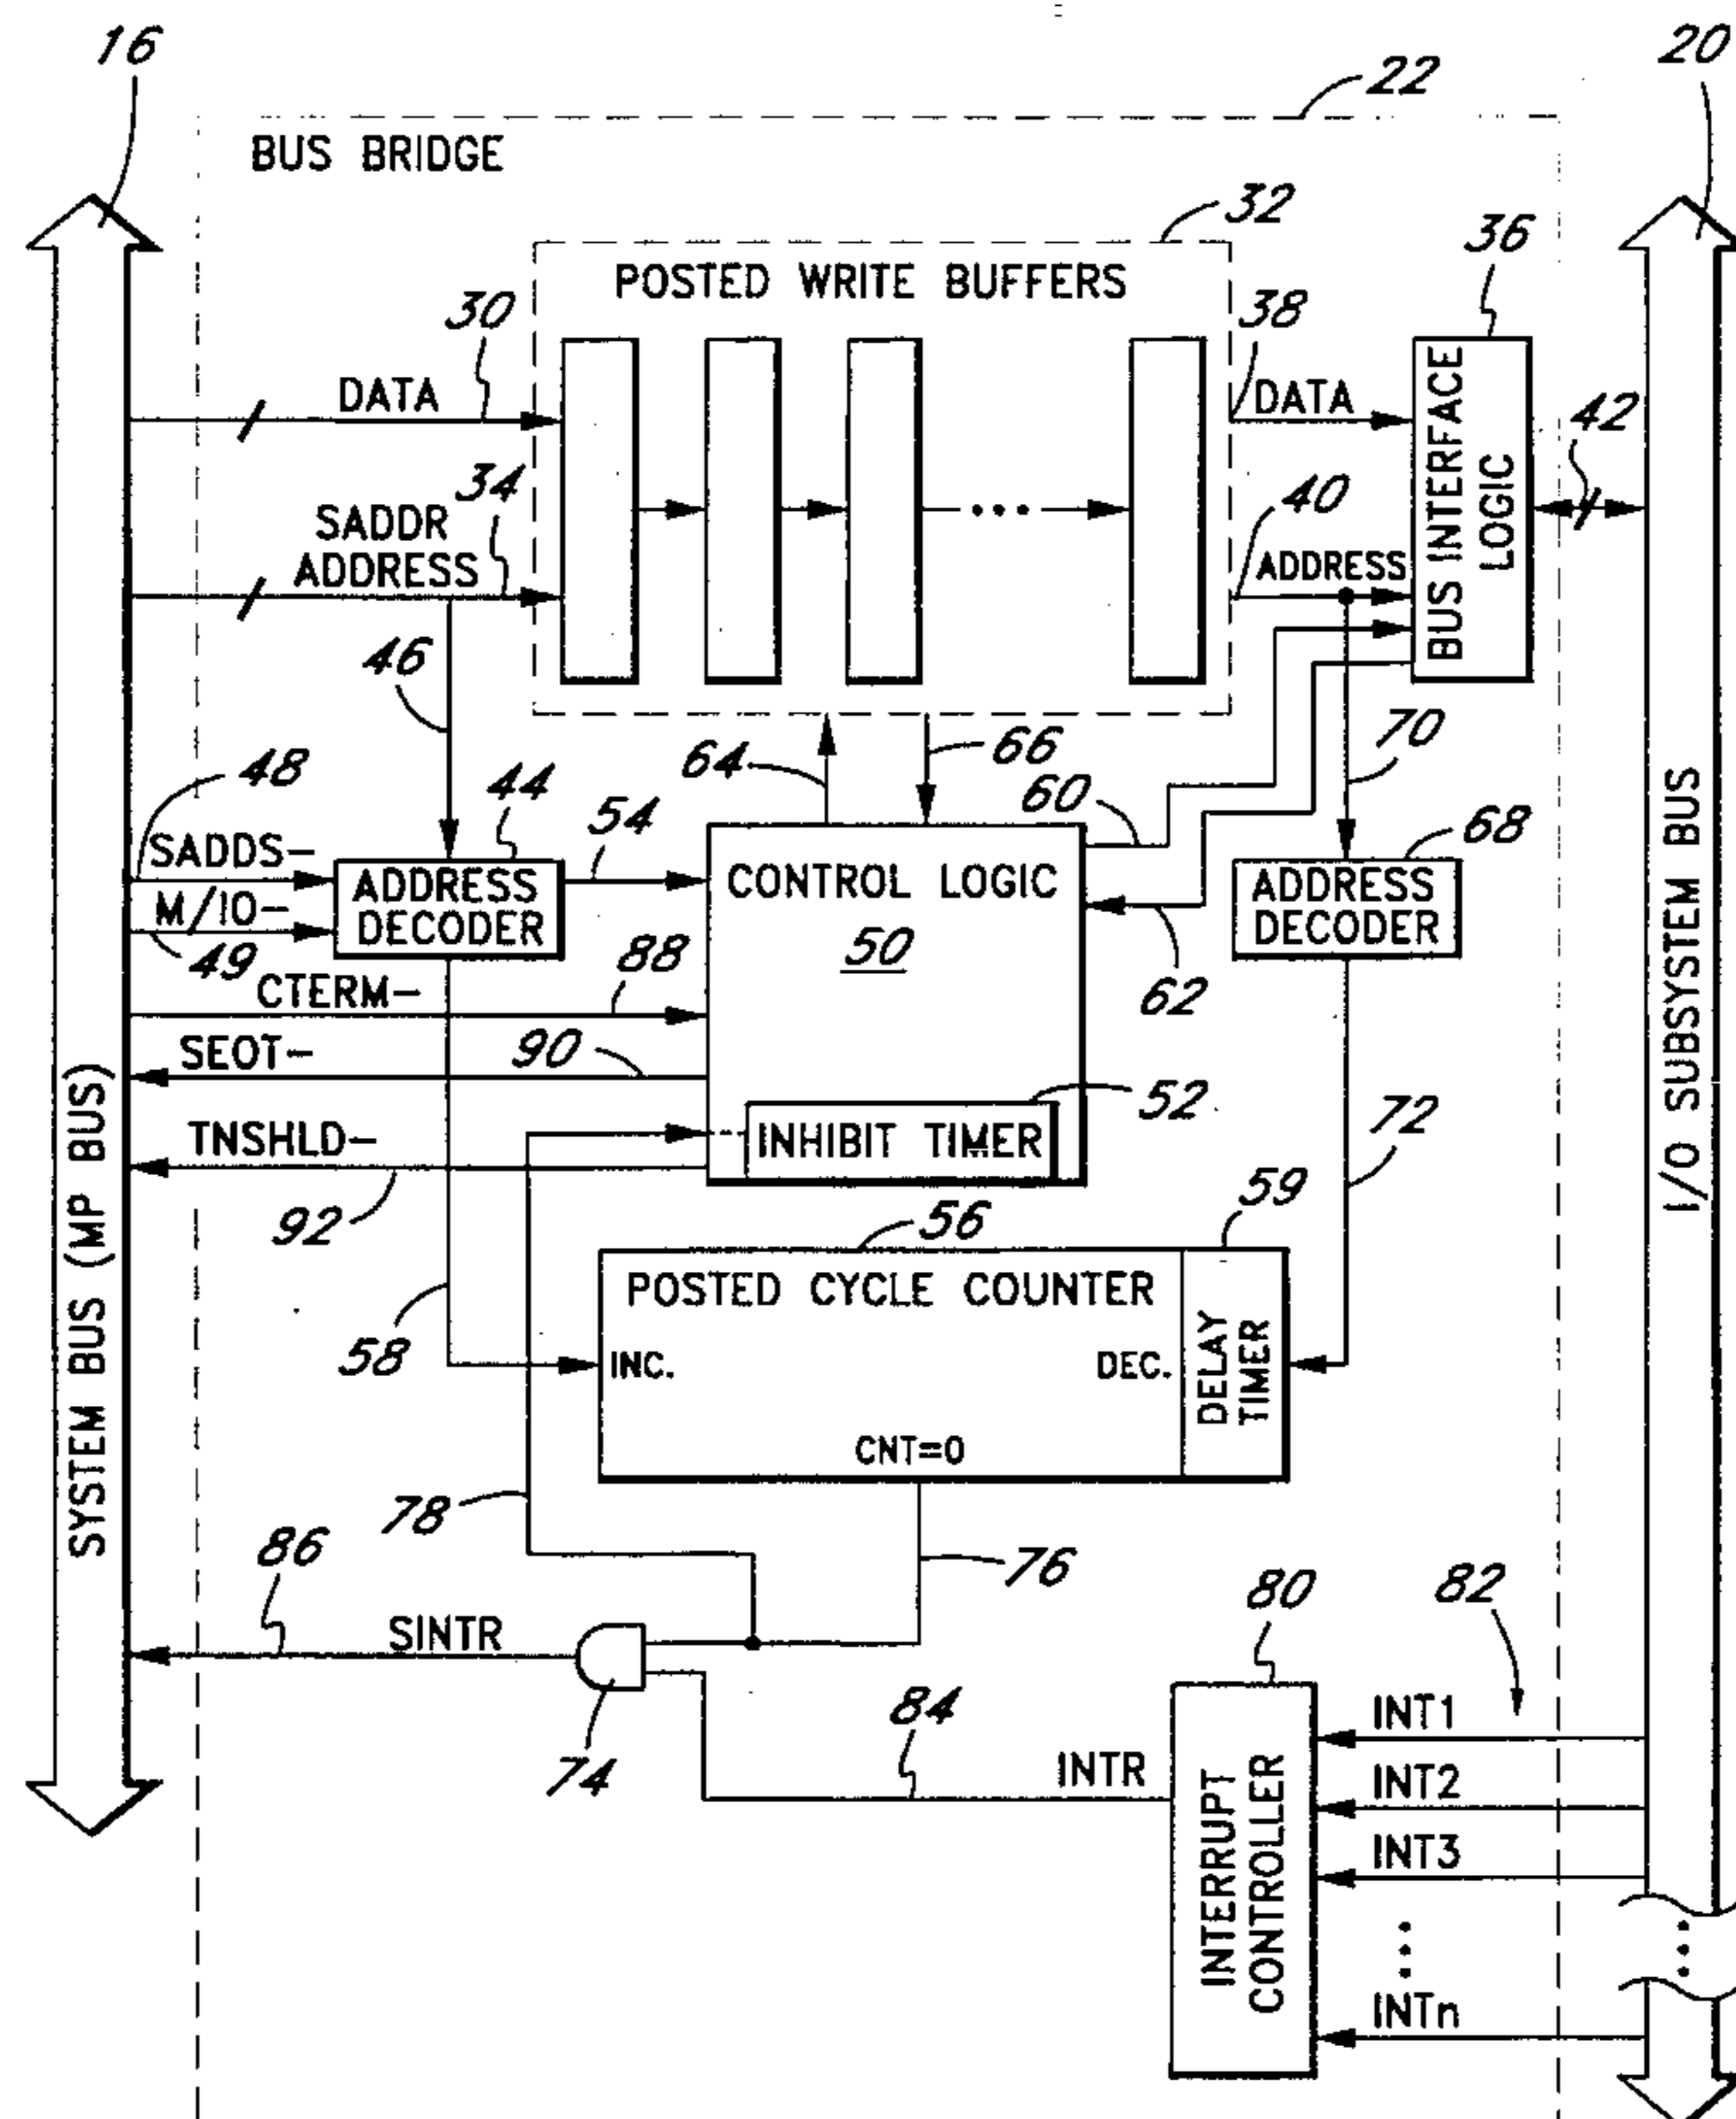 16
20
22
BUS BRIDGE
32
36
POSTED WRITE BUFFERS
30
38
DATA
DATA
42
34
SADDR
ADDRESS
40
ADDRESS
BUS INTERFACE
LOGIC
46
48
44
54
64
66
60
70
68
SADDS-
M/IO-
49
ADDRESS
DECODER
CONTROL LOGIC
50
ADDRESS
DECODER
88
62
CTERM-
SEOT-
90
52
TNSHLD-
INHIBIT TIMER
72
92
56
59
POSTED CYCLE COUNTER
58
INC.
DEC.
DELAY
TIMER
CNT=0
78
76
SYSTEM BUS (MP BUS)
I/O SUBSYSTEM BUS
86
80
82
SINTR
74
84
INTR
INT1
INT2
INT3
INTn
INTERRUPT
CONTROLLER